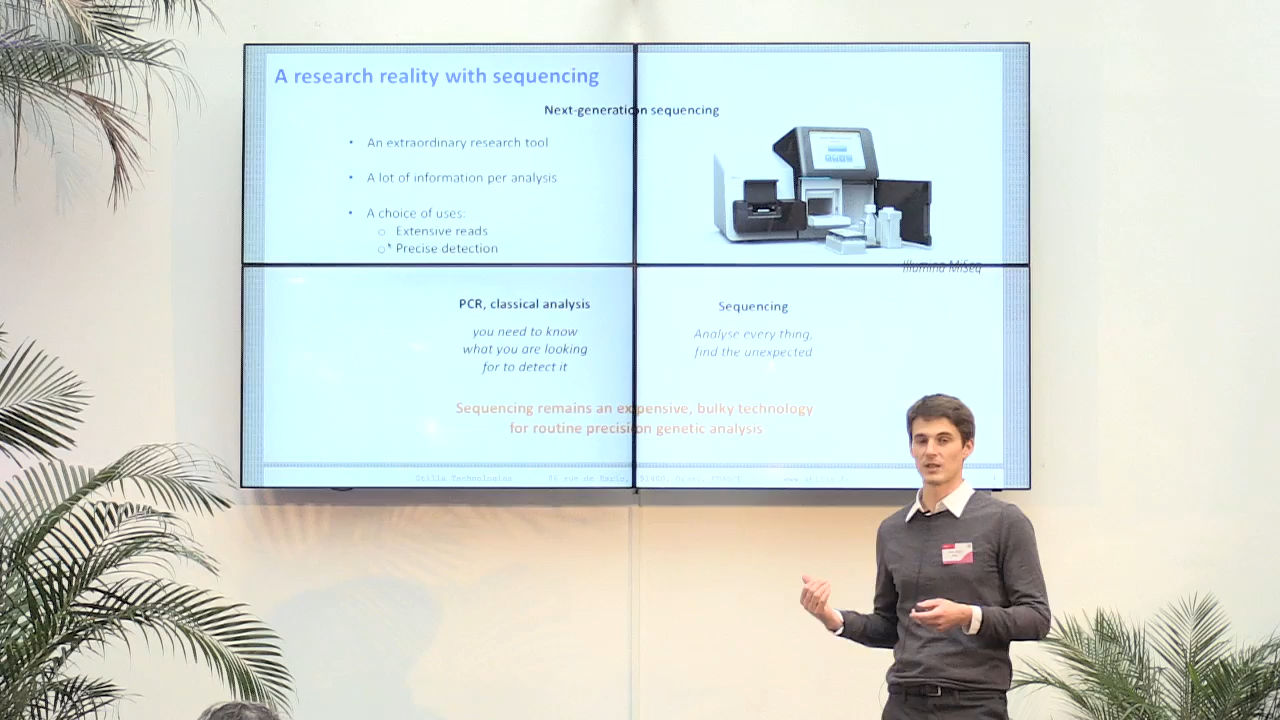 A research reality with sequencing
Next-generation sequencing
• An extraordinary research tool
• A lot of information per analysis
• A choice of uses:
○ Extensive reads
○ Precise detection
Illumina MiSeq
PCR, classical analysis
you need to know
what you are looking
for to detect it
Sequencing
Analyse every thing,
find the unexpected
Sequencing remains an expensive, bulky technology
for routine precision genetic analysis
Stilla Technologies